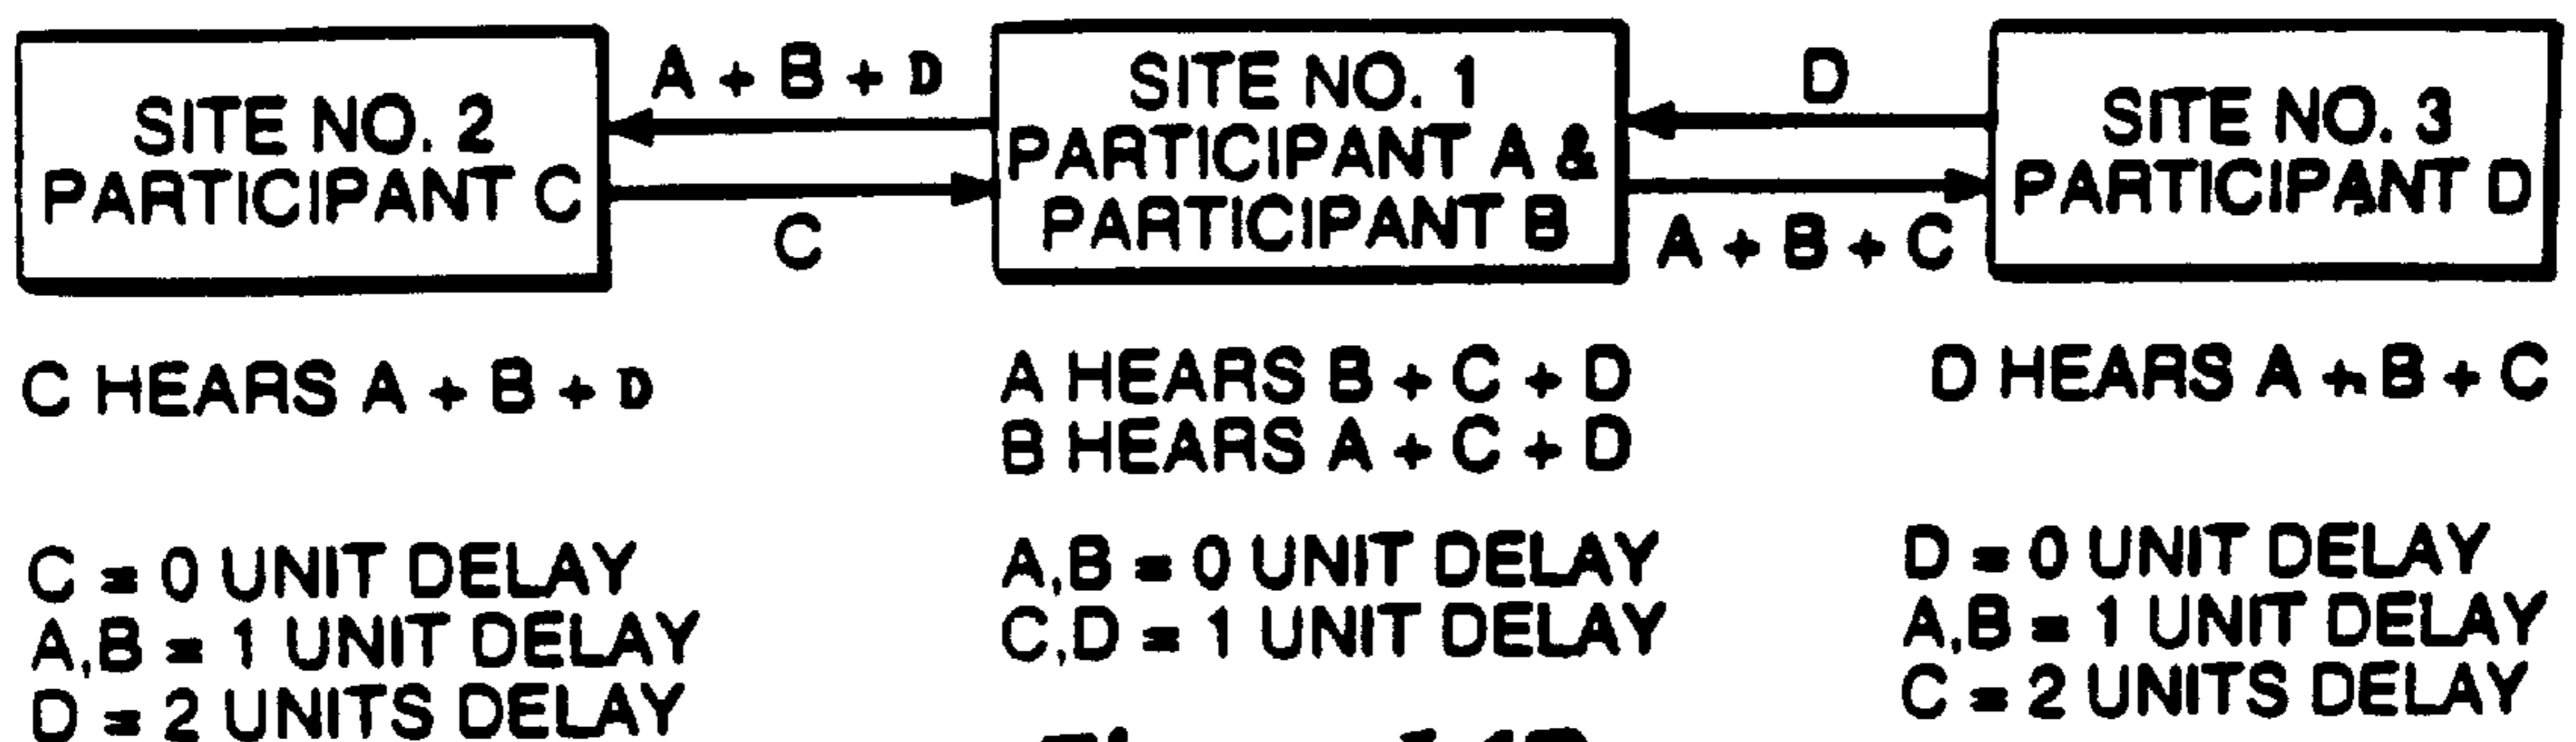 A + B + D
SITE NO. 2
PARTICIPANT C
C
SITE NO. 1
PARTICIPANT A &
PARTICIPANT B
D
A + B + C
SITE NO. 3
PARTICIPANT D
C HEARS A + B + D
A HEARS B + C + D
B HEARS A + C + D
D HEARS A + B + C
C = 0 UNIT DELAY
A,B = 1 UNIT DELAY
D = 2 UNITS DELAY
A,B = 0 UNIT DELAY
C,D = 1 UNIT DELAY
D = 0 UNIT DELAY
A,B = 1 UNIT DELAY
C = 2 UNITS DELAY